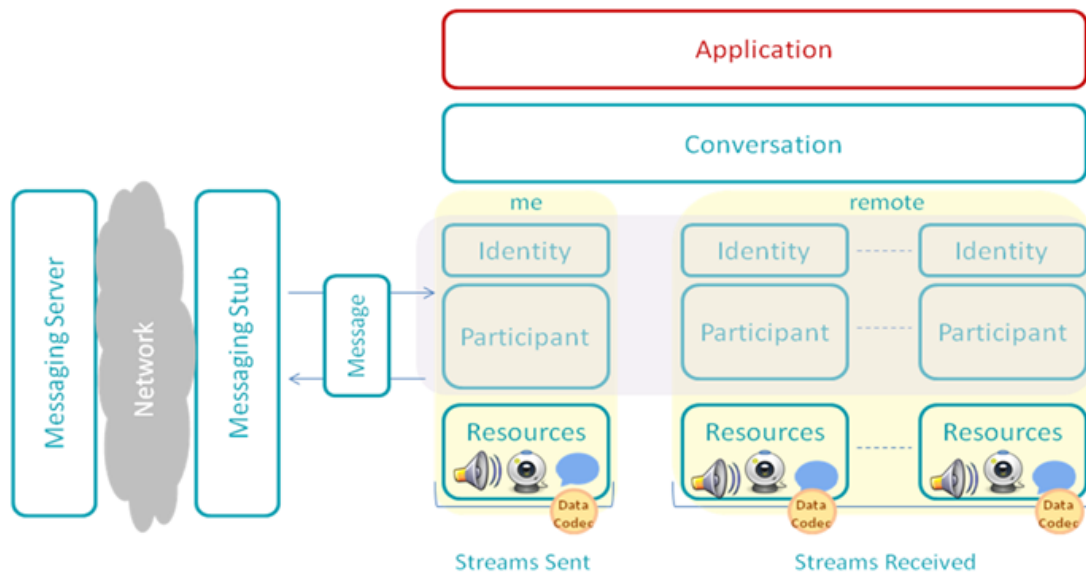 Application
Conversation
me
remote
Messaging Server
Network
Messaging Stub
Message
Identity
Identity
Identity
Participant
Participant
Participant
Resources
Resources
Resources
Data
Codec
Data
Codec
Data
Codec
Streams Sent
Streams Received